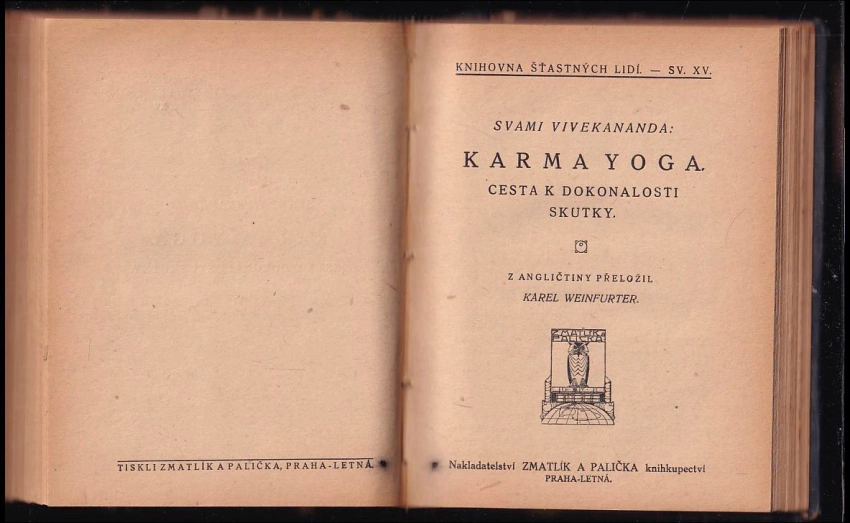 TISKLI ZMATLÍK A PALIČKA, PRAHA-LETNÁ.
KNIHOVNA ŠŤASTNÝCH LIDÍ. — SV. XV.
SVAMI VIVEKANANDA:
KARMA YOGA.
CESTA K DOKONALOSTI
SKUTKY.
Z ANGLIČTINY PŘELOŽIL
KAREL WEINFURTER.
ZMATLÍK A
PALIČKA
Nakladatelství ZMATLÍK A PALIČKA knihkupectví
PRAHA-LETNÁ.